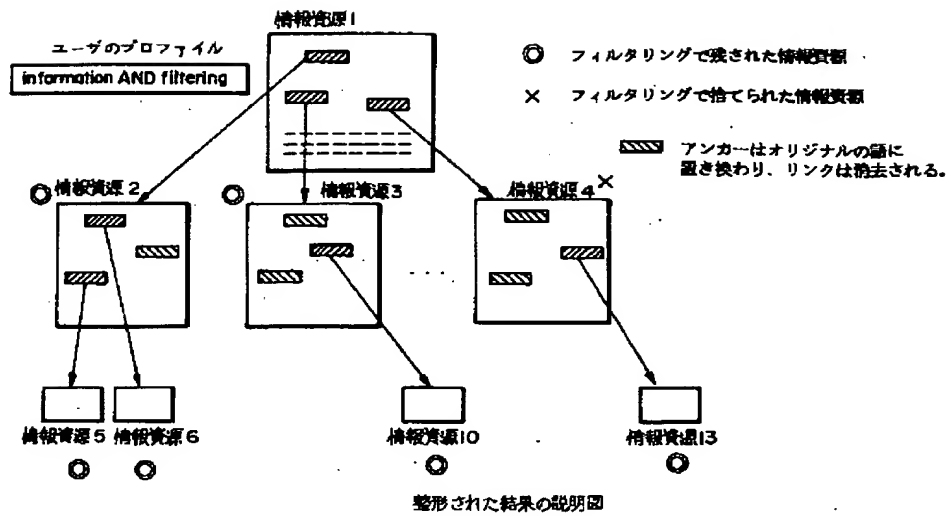 情報資源1
ユーザのプロファイル
information AND filtering
◎ フィルタリングで残された情報資源
× フィルタリングで捨てられた情報資源
アンカーはオリジナルの語に
置き換わり、リンクは消去される。
◎ 情報資源2
◎ 情報資源3
情報資源4 ×
....
情報資源5
情報資源6
情報資源10
情報資源13
◎ ◎ ◎ ◎
整形された結果の説明図